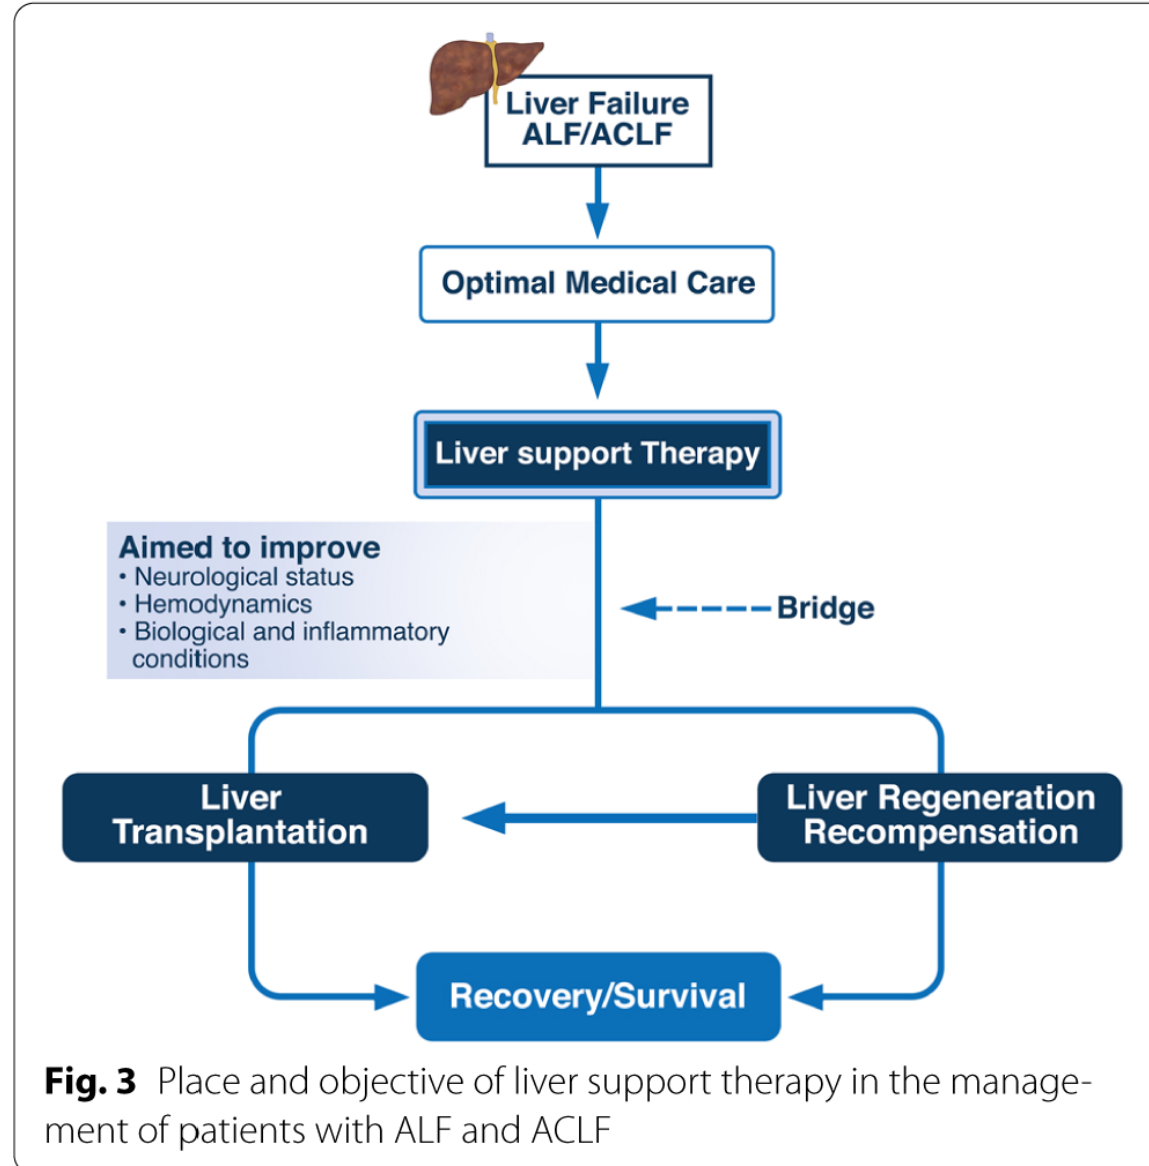 Liver Failure
ALF/ACLF
Optimal Medical Care
Liver support Therapy
Aimed to improve
• Neurological status
• Hemodynamics
• Biological and inflammatory
conditions
Bridge
Liver
Transplantation
Liver Regeneration
Recompensation
Recovery/Survival
Fig. 3 Place and objective of liver support therapy in the manage-
ment of patients with ALF and ACLF